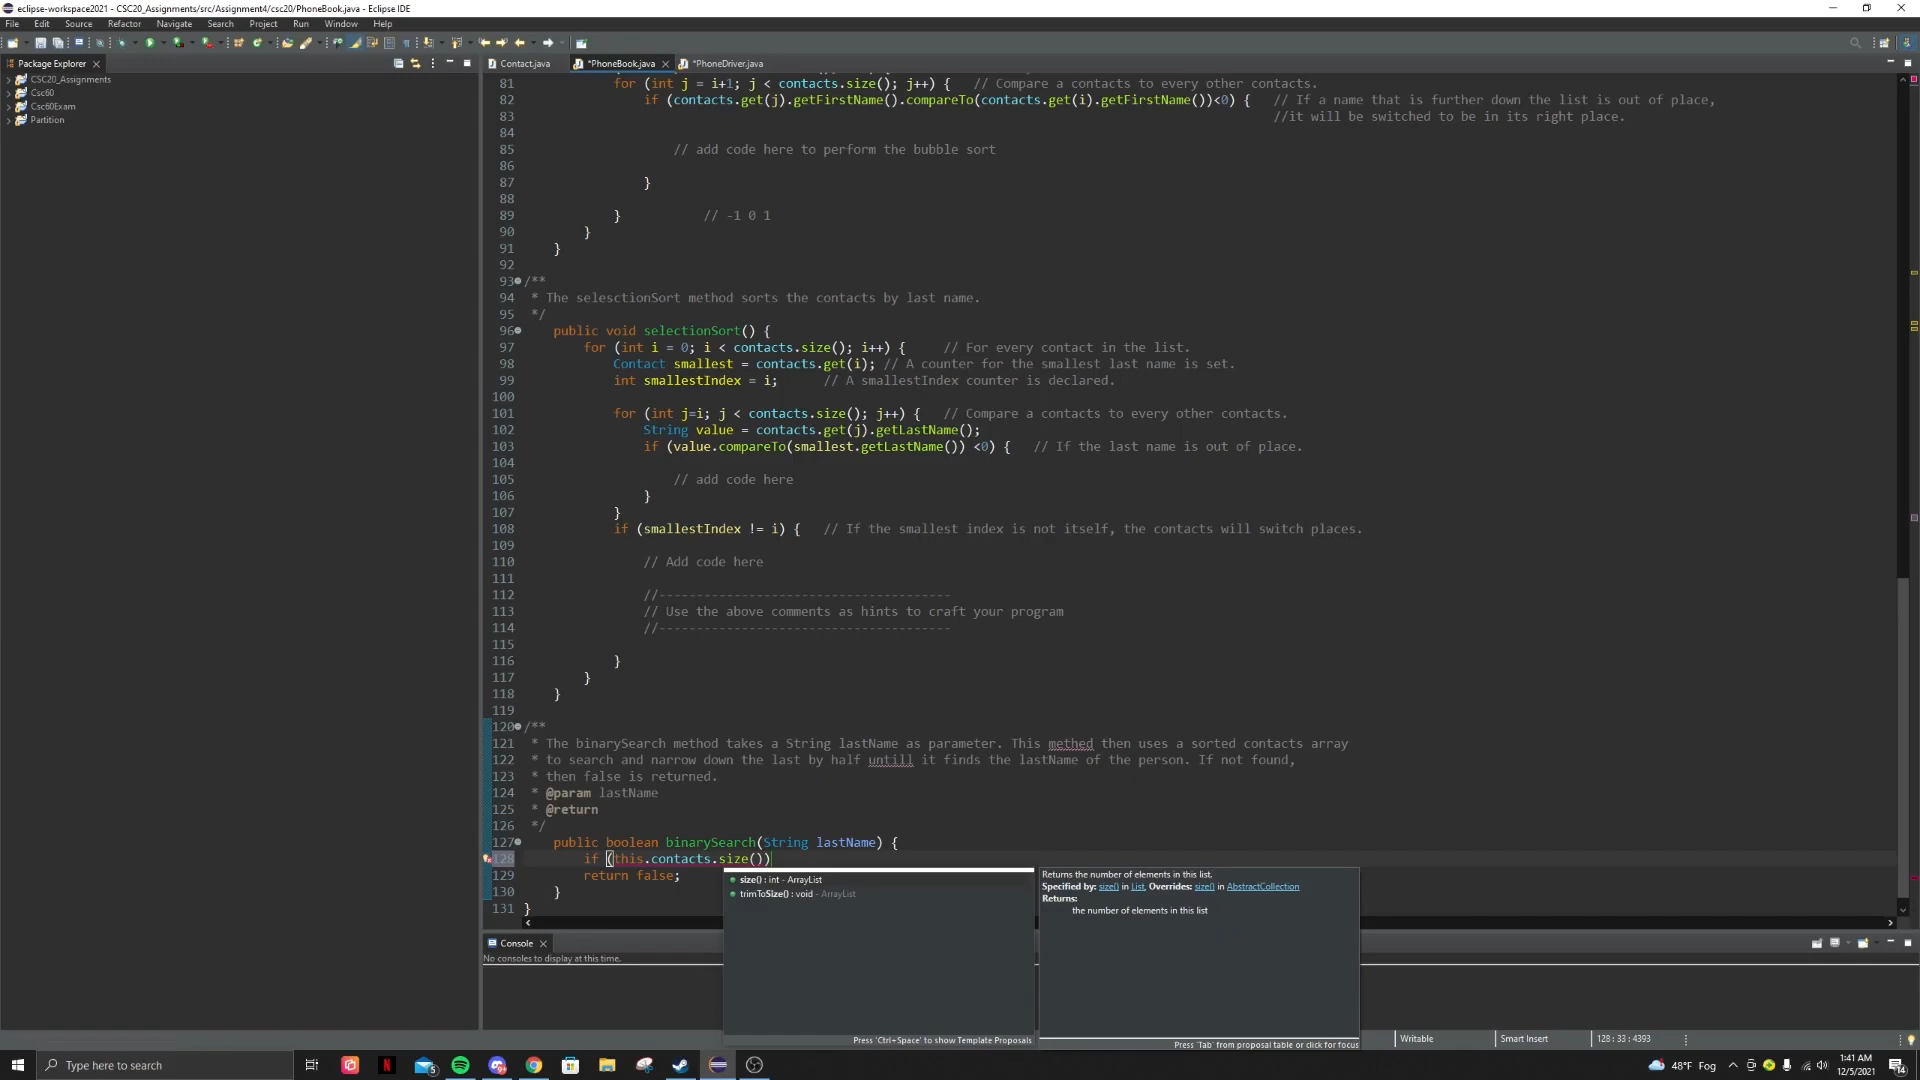 eclipse-workspace2021 - CSC20_Assignments/src/Assignment4/csc20/PhoneBook.java - Eclipse IDE
File Edit Source Refactor Navigate Search Project Run Window Help
Package Explorer
CSC20_Assignments
Csc60
Csc60Exam
Partition
Contact.java *PhoneBook.java *PhoneDriver.java
81 for (int j = i+1; j < contacts.size(); j++) { // Compare a contacts to every other contacts.
82 if (contacts.get(j).getFirstName().compareTo(contacts.get(i).getFirstName())<0) { // If a name that is further down the list is out of place,
83 //it will be switched to be in its right place.
84
85 // add code here to perform the bubble sort
86
87 }
88
89 } // -1 0 1
90 }
91 }
92
93 /**
94 * The selesctionSort method sorts the contacts by last name.
95 */
96 public void selectionSort() {
97 for (int i = 0; i < contacts.size(); i++) { // For every contact in the list.
98 Contact smallest = contacts.get(i); // A counter for the smallest last name is set.
99 int smallestIndex = i; // A smallestIndex counter is declared.
100
101 for (int j=i; j < contacts.size(); j++) { // Compare a contacts to every other contacts.
102 String value = contacts.get(j).getLastName();
103 if (value.compareTo(smallest.getLastName()) <0) { // If the last name is out of place.
104
105 // add code here
106 }
107 }
108 if (smallestIndex != i) { // If the smallest index is not itself, the contacts will switch places.
109
110 // Add code here
111
112 //---------------------------------------
113 // Use the above comments as hints to craft your program
114 //---------------------------------------
115
116 }
117 }
118 }
119
120 /**
121 * The binarySearch method takes a String lastName as parameter. This methed then uses a sorted contacts array
122 * to search and narrow down the last by half untill it finds the lastName of the person. If not found,
123 * then false is returned.
124 * @param lastName
125 * @return
126 */
127 public boolean binarySearch(String lastName) {
128 if (this.contacts.size())
129 return false;
130 }
131 }
size() : int - ArrayList
trimToSize() : void - ArrayList
Press 'Ctrl+Space' to show Template Proposals
Returns the number of elements in this list.
Specified by: size() in List, Overrides: size() in AbstractCollection
Returns:
the number of elements in this list
Press 'Tab' from proposal table or click for focus
Console
No consoles to display at this time.
Writable Smart Insert 128 : 33 : 4393
Type here to search
48°F Fog
1:41 AM
12/5/2021